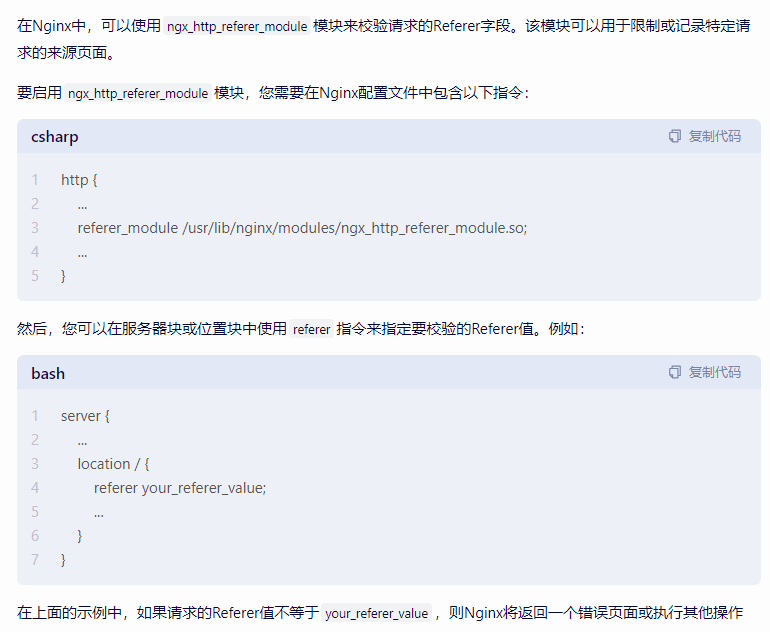 在Nginx中，可以使用 ngx_http_referer_module 模块来校验请求的Referer字段。该模块可以用于限制或记录特定请
求的来源页面。
要启用 ngx_http_referer_module 模块，您需要在Nginx配置文件中包含以下指令：
csharp 复制代码
1 http {
2 ...
3 referer_module /usr/lib/nginx/modules/ngx_http_referer_module.so;
4 ...
5 }
然后，您可以在服务器块或位置块中使用 referer 指令来指定要校验的Referer值。例如：
bash 复制代码
1 server {
2 ...
3 location / {
4 referer your_referer_value;
5 ...
6 }
7 }
在上面的示例中，如果请求的Referer值不等于 your_referer_value ，则Nginx将返回一个错误页面或执行其他操作